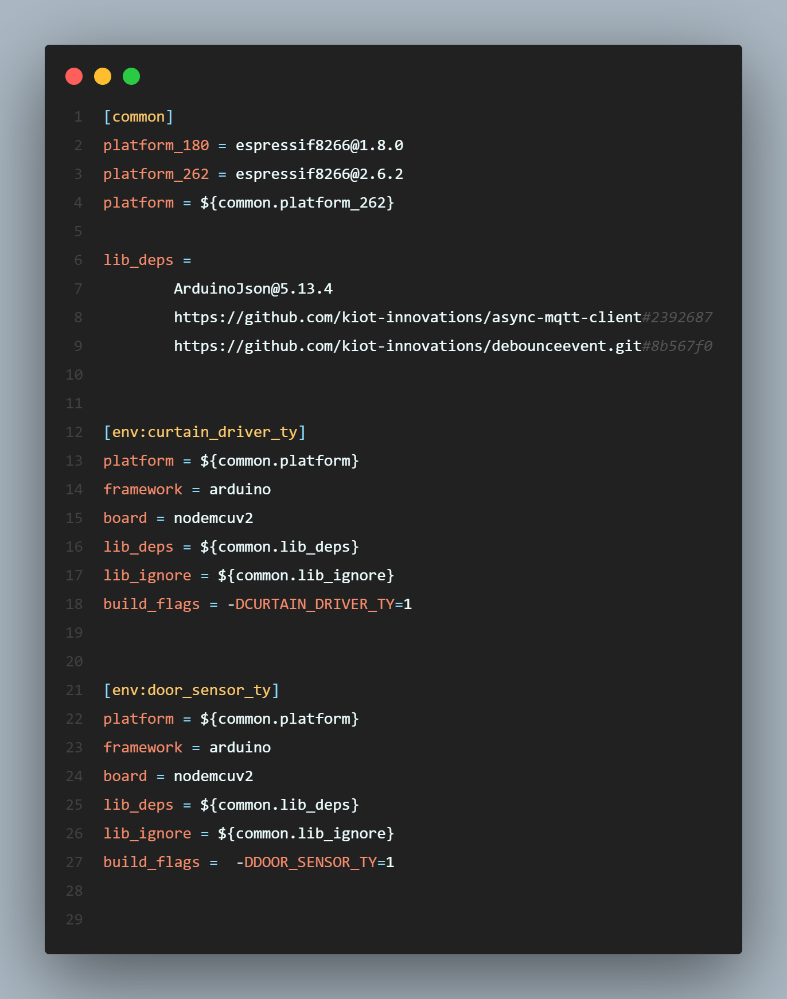 1 [common]
2 platform_180 = espressif8266@1.8.0
3 platform_262 = espressif8266@2.6.2
4 platform = ${common.platform_262}
5
6 lib_deps =
7         ArduinoJson@5.13.4
8         https://github.com/kiot-innovations/async-mqtt-client#2392687
9         https://github.com/kiot-innovations/debounceevent.git#8b567f0
10
11
12 [env:curtain_driver_ty]
13 platform = ${common.platform}
14 framework = arduino
15 board = nodemcuv2
16 lib_deps = ${common.lib_deps}
17 lib_ignore = ${common.lib_ignore}
18 build_flags = -DCURTAIN_DRIVER_TY=1
19
20
21 [env:door_sensor_ty]
22 platform = ${common.platform}
23 framework = arduino
24 board = nodemcuv2
25 lib_deps = ${common.lib_deps}
26 lib_ignore = ${common.lib_ignore}
27 build_flags =  -DDOOR_SENSOR_TY=1
28
29